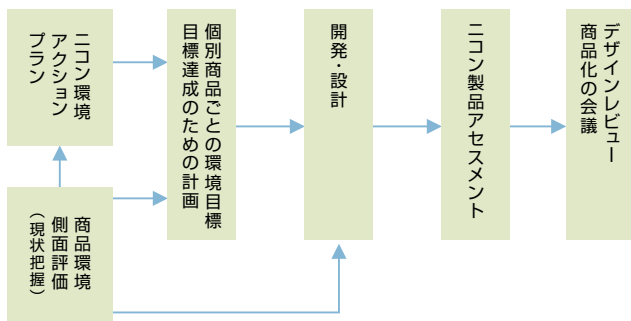 ニコン環境
アクション
プラン
個別商品ごとの環境目標
目標達成のための計画
開発・設計
ニコン製品アセスメント
デザインレビュー
商品化の会議
商品環境
側面評価
（現状把握）